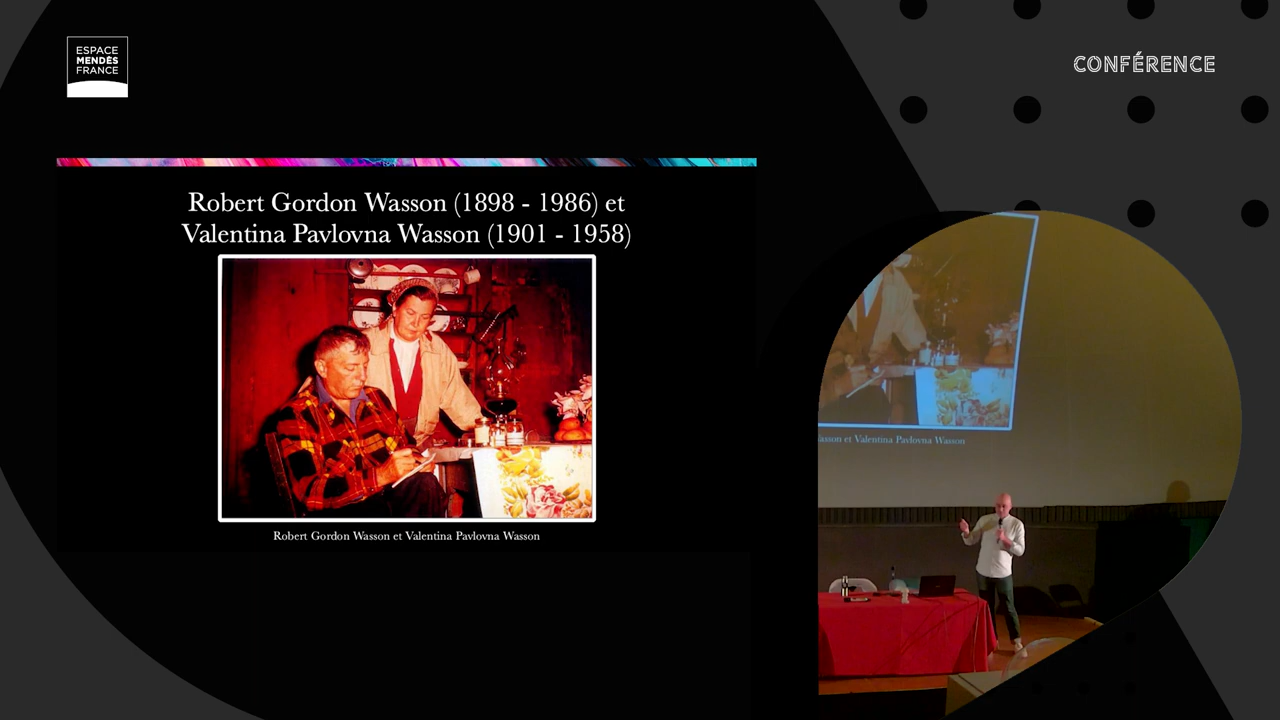 ESPACE
MENDÈS
FRANCE
CONFÉRENCE
Robert Gordon Wasson (1898 - 1986) et
Valentina Pavlovna Wasson (1901 - 1958)
Robert Gordon Wasson et Valentina Pavlovna Wasson
asson et Valentina Pavlovna Wasson